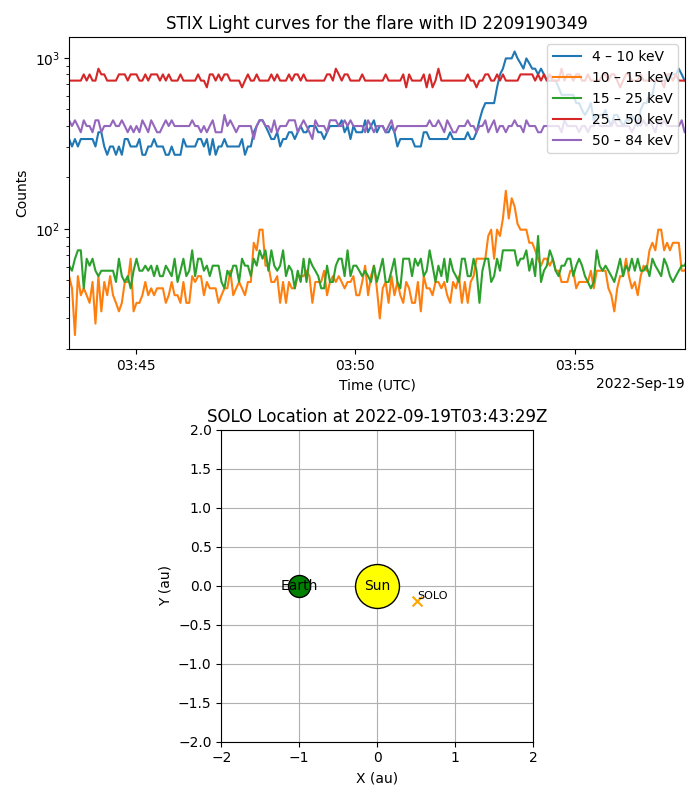 STIX Light curves for the flare with ID 2209190349
10³
10²
Counts
4 – 10 keV
10 – 15 keV
15 – 25 keV
25 – 50 keV
50 – 84 keV
03:45
03:50
03:55
Time (UTC)
2022-Sep-19
SOLO Location at 2022-09-19T03:43:29Z
2.0
1.5
1.0
0.5
0.0
−0.5
−1.0
−1.5
−2.0
Y (au)
Earth
Sun
SOLO
−2
−1
0
1
2
X (au)